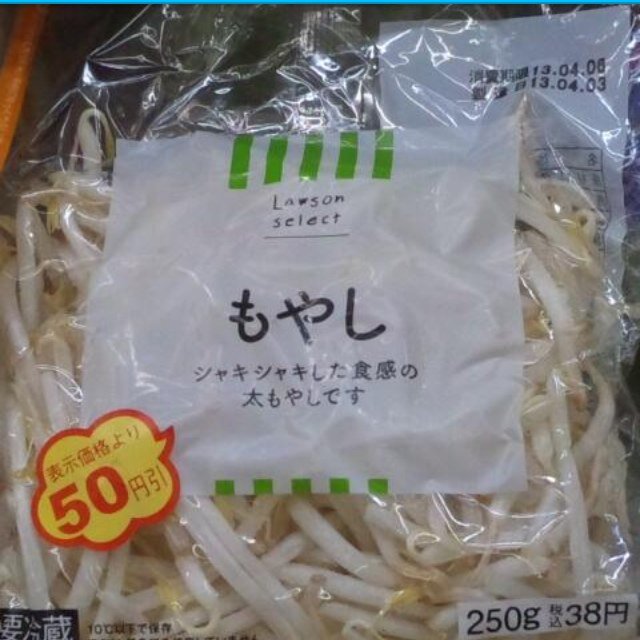 消費期限13.04.06
製造日13.04.03
Lawson
select
もやし
シャキシャキした食感の
太もやしです
表示価格より
50円引
要冷蔵
10℃以下で保存
250g 税込38円